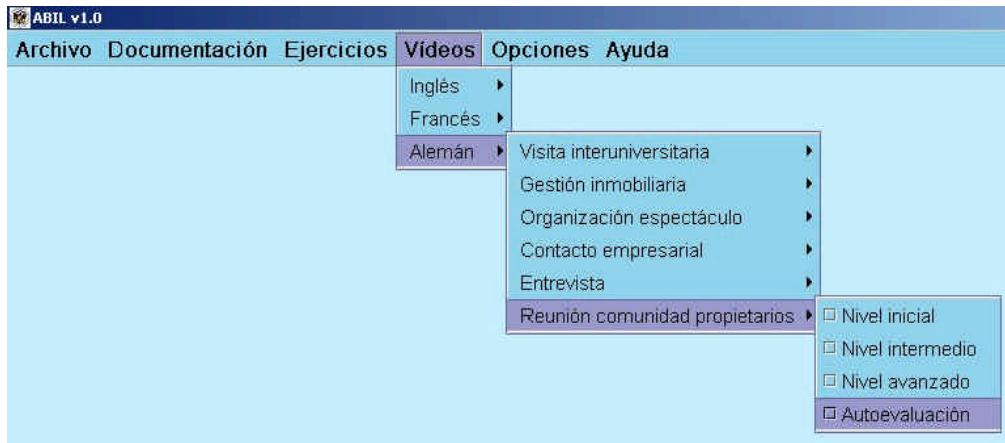 ABIL v1.0
Archivo Documentación Ejercicios Vídeos Opciones Ayuda
Inglés
Francés
Alemán
Visita interuniversitaria
Gestión inmobiliaria
Organización espectáculo
Contacto empresarial
Entrevista
Reunión comunidad propietarios
Nivel inicial
Nivel intermedio
Nivel avanzado
Autoevaluación